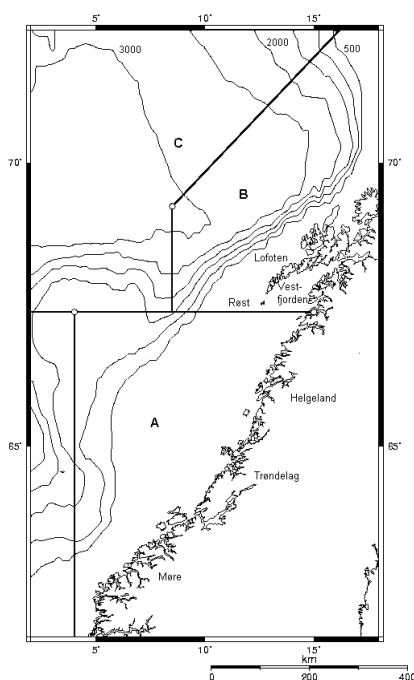 5° 10° 15°
3000 2000 500
C
70° 70°
B
Lofoten
Vest-
fjorden
Røst
A
Helgeland
65° 65°
Trøndelag
Møre
5° 10° 15°
km
0 200 400